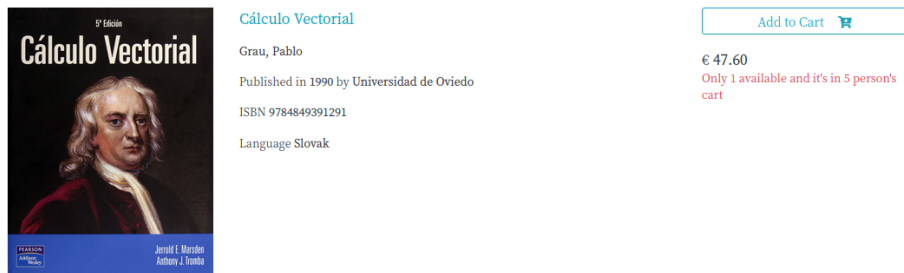 5ª Edición
Cálculo Vectorial
PEARSON
Addison
Wesley
Jerrold E. Marsden
Anthony J. Tromba
Cálculo Vectorial
Grau, Pablo
Published in 1990 by Universidad de Oviedo
ISBN 9784849391291
Language Slovak
Add to Cart
€ 47.60
Only 1 available and it's in 5 person's
cart